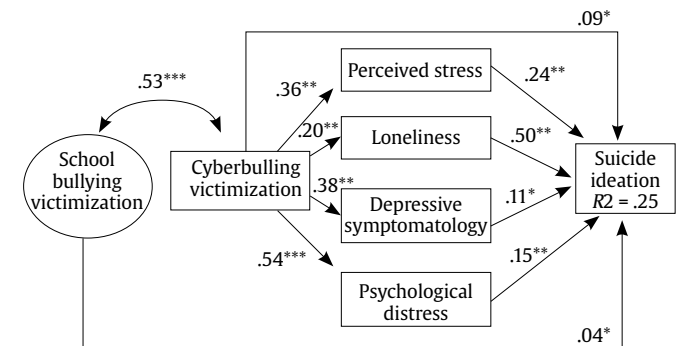 .09*
.53***
Perceived stress
.36**
.24**
.20**
Loneliness
.50**
School
bullying
victimization
Cyberbulling
victimization
Suicide
ideation
R2 = .25
.38**
Depressive
symptomatology
.11*
.54***
.15**
Psychological
distress
.04*